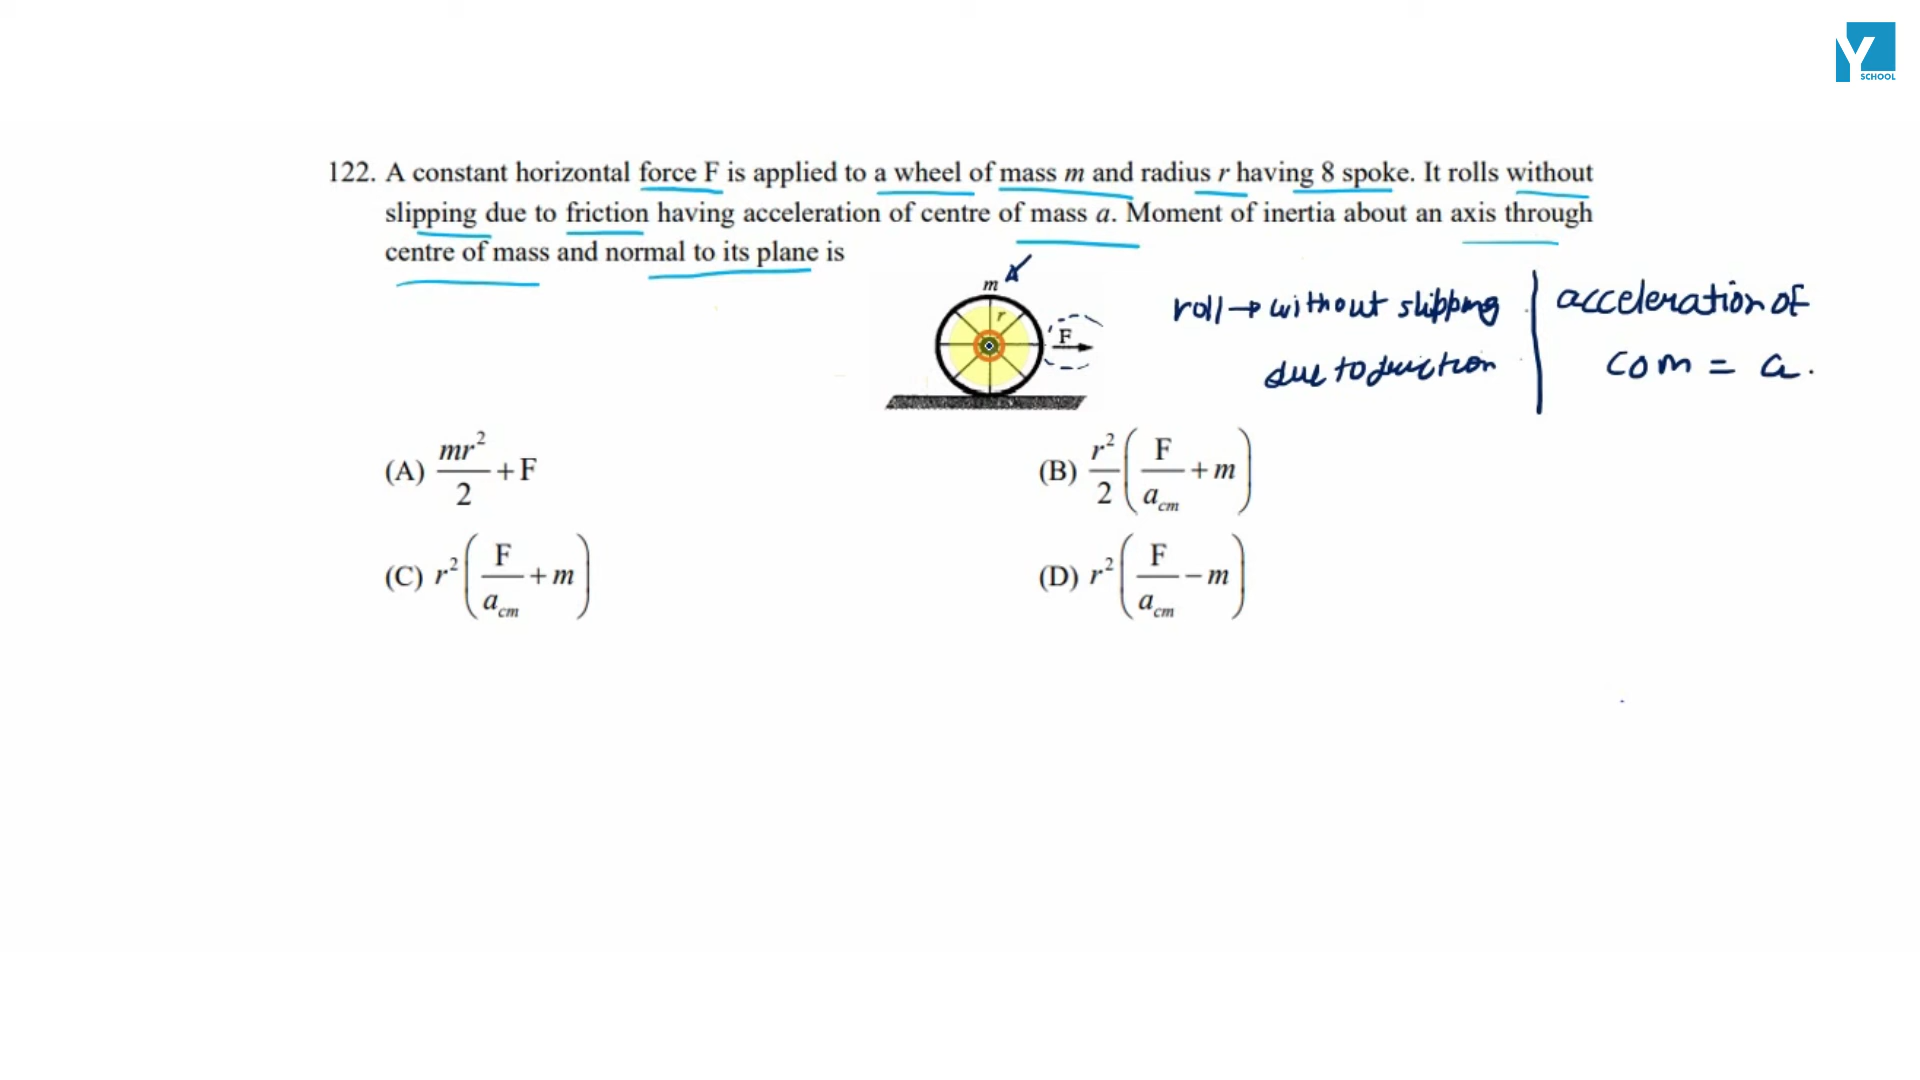 Y SCHOOL
122. A constant horizontal force F is applied to a wheel of mass m and radius r having 8 spoke. It rolls without
slipping due to friction having acceleration of centre of mass a. Moment of inertia about an axis through
centre of mass and normal to its plane is
m
r
F
roll → without slipping
due to friction
acceleration of
com = a.
(A) mr²/2 + F
(B) r²/2 (F/a_cm + m)
(C) r² (F/a_cm + m)
(D) r² (F/a_cm − m)